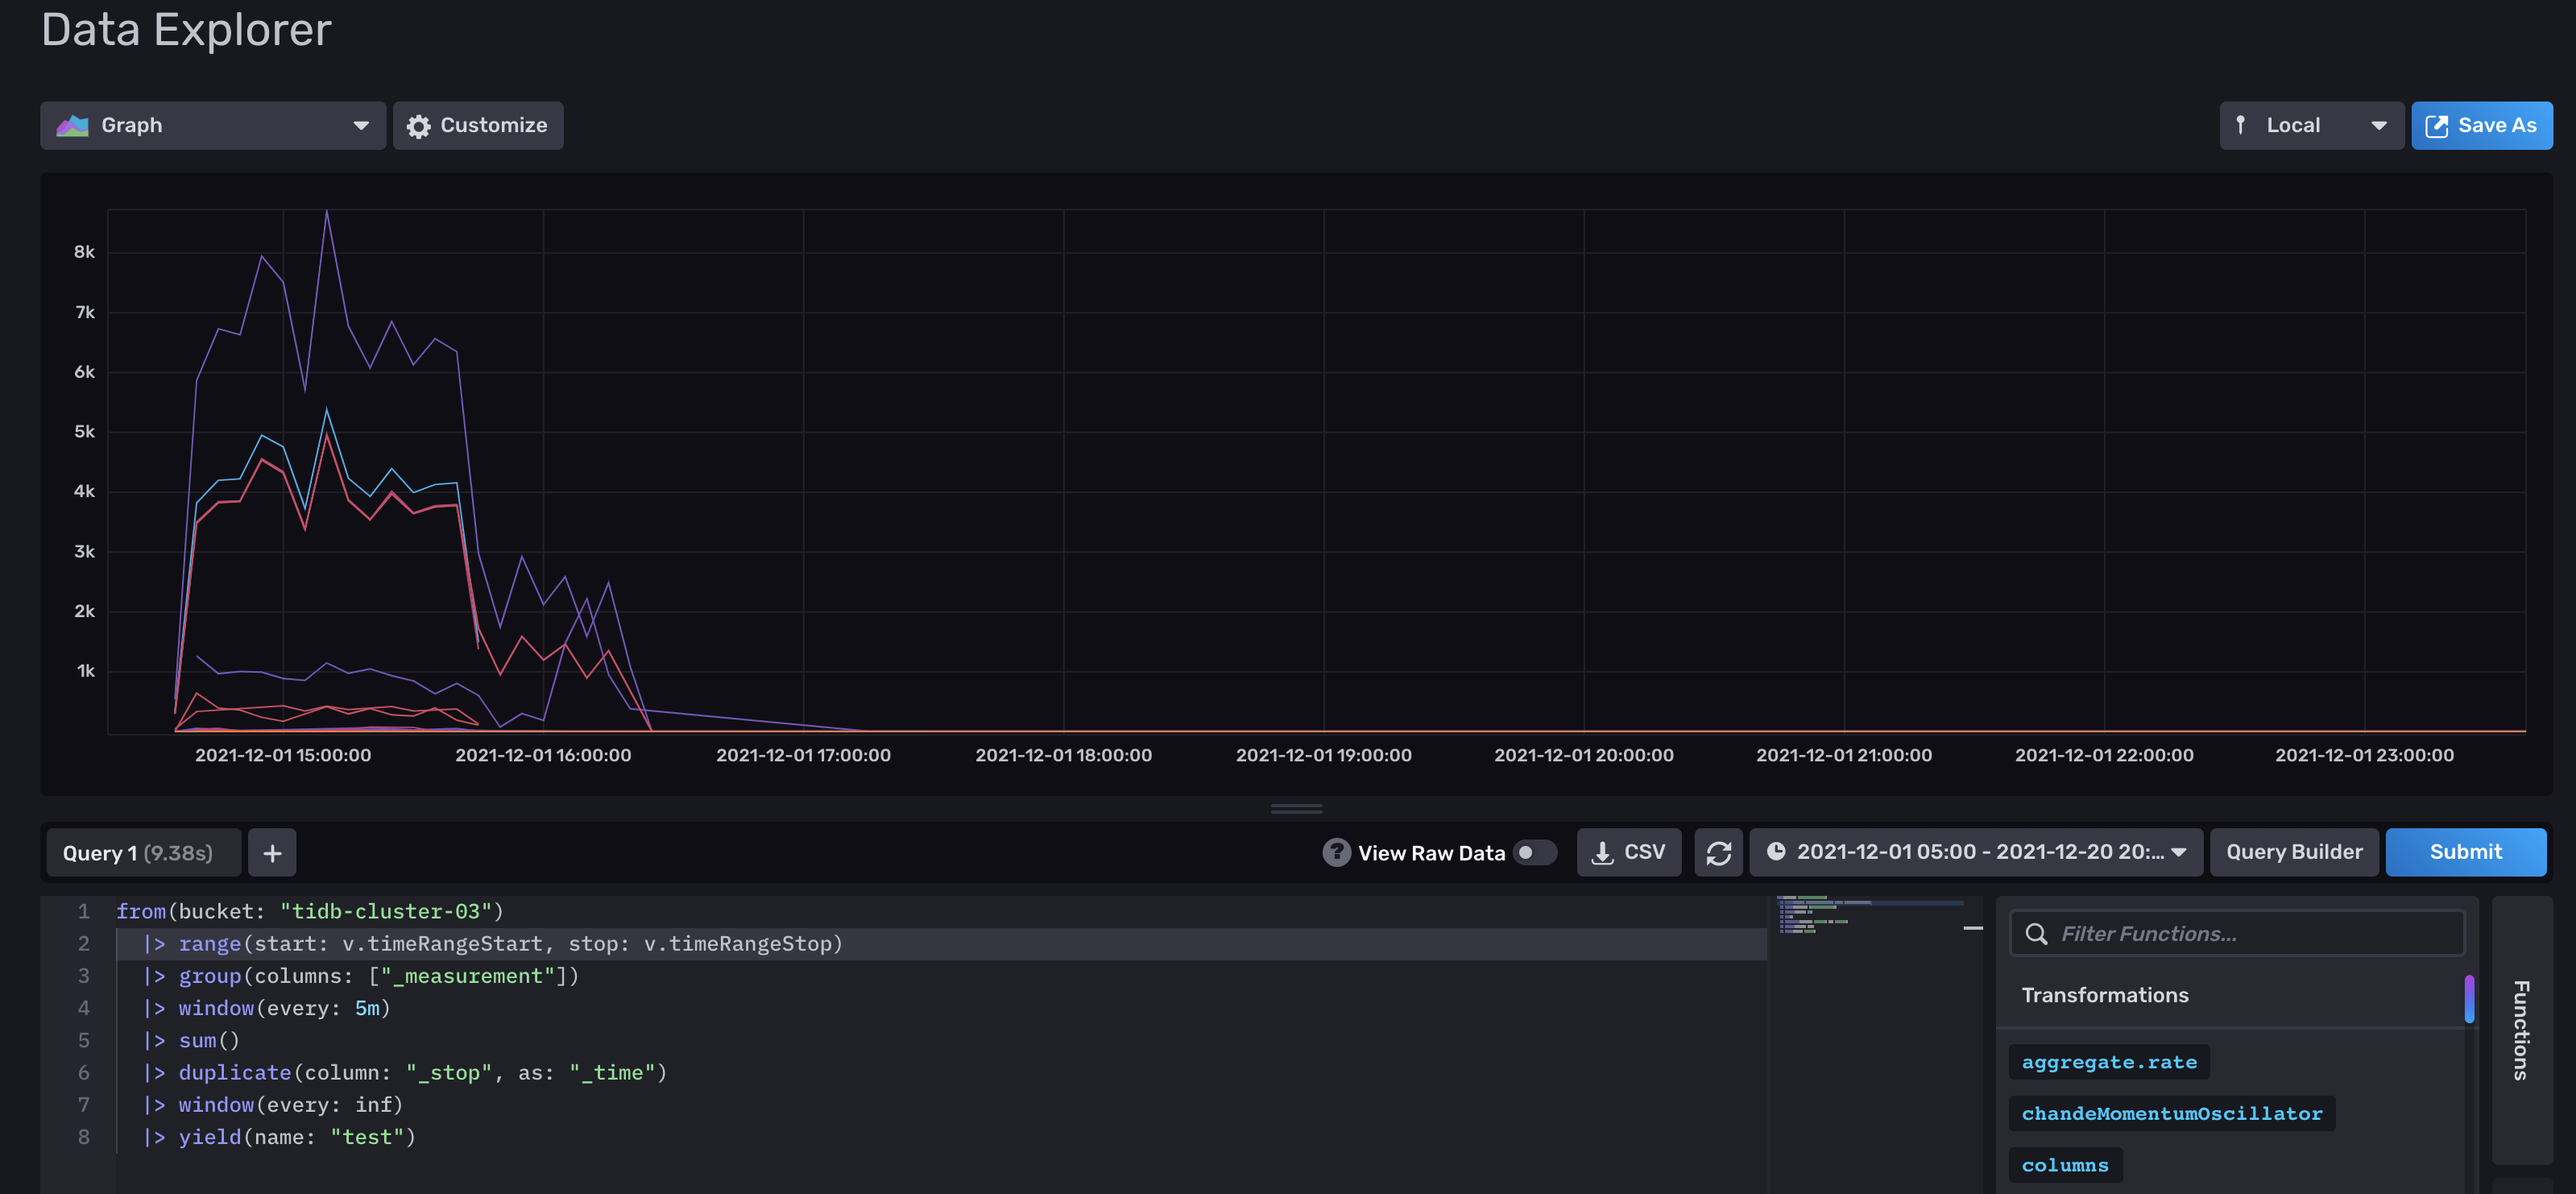 Data Explorer
Graph
Customize
Local
Save As
8k
7k
6k
5k
4k
3k
2k
1k
2021-12-01 15:00:00
2021-12-01 16:00:00
2021-12-01 17:00:00
2021-12-01 18:00:00
2021-12-01 19:00:00
2021-12-01 20:00:00
2021-12-01 21:00:00
2021-12-01 22:00:00
2021-12-01 23:00:00
Query 1 (9.38s)
+
? View Raw Data
CSV
2021-12-01 05:00 - 2021-12-20 20:...
Query Builder
Submit
1 from(bucket: "tidb-cluster-03")
2 |> range(start: v.timeRangeStart, stop: v.timeRangeStop)
3 |> group(columns: ["_measurement"])
4 |> window(every: 5m)
5 |> sum()
6 |> duplicate(column: "_stop", as: "_time")
7 |> window(every: inf)
8 |> yield(name: "test")
Filter Functions...
Transformations
aggregate.rate
chandeMomentumOscillator
columns
Functions